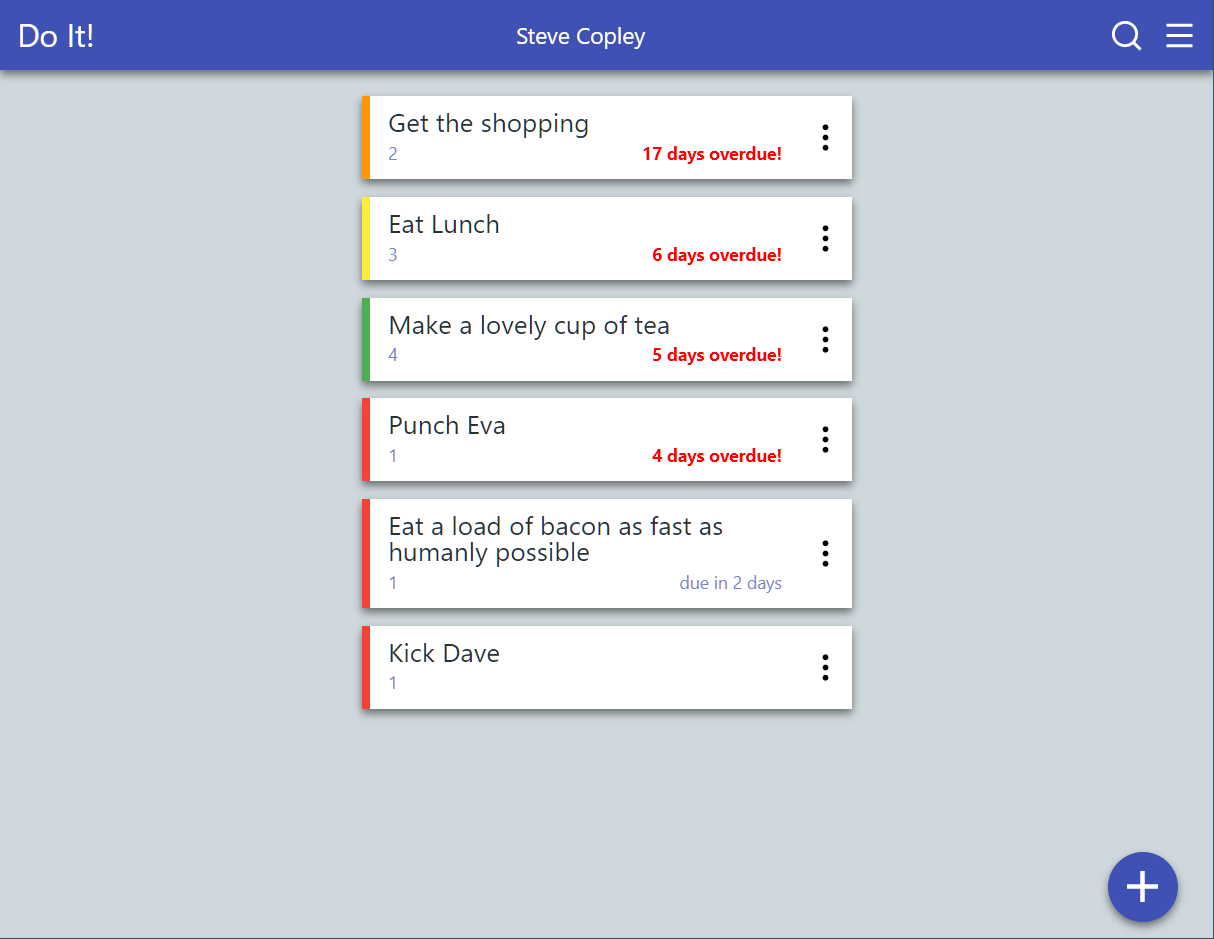 Do It!
Steve Copley
Get the shopping
2
17 days overdue!
Eat Lunch
3
6 days overdue!
Make a lovely cup of tea
4
5 days overdue!
Punch Eva
1
4 days overdue!
Eat a load of bacon as fast as
humanly possible
1
due in 2 days
Kick Dave
1